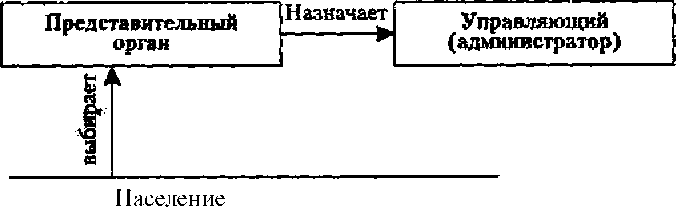 Представительный
орган
Назначает
Управляющий
(администратор)
выбирает
Население